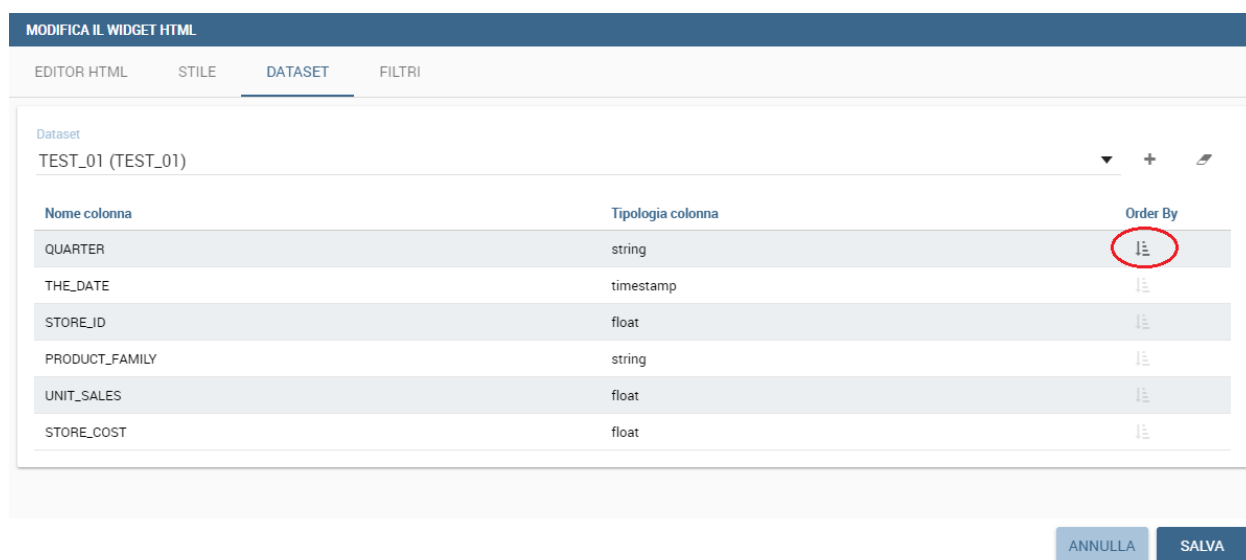 MODIFICA IL WIDGET HTML
EDITOR HTML STILE DATASET FILTRI
Dataset
TEST_01 (TEST_01)
Nome colonna Tipologia colonna Order By
QUARTER string
THE_DATE timestamp
STORE_ID float
PRODUCT_FAMILY string
UNIT_SALES float
STORE_COST float
ANNULLA SALVA